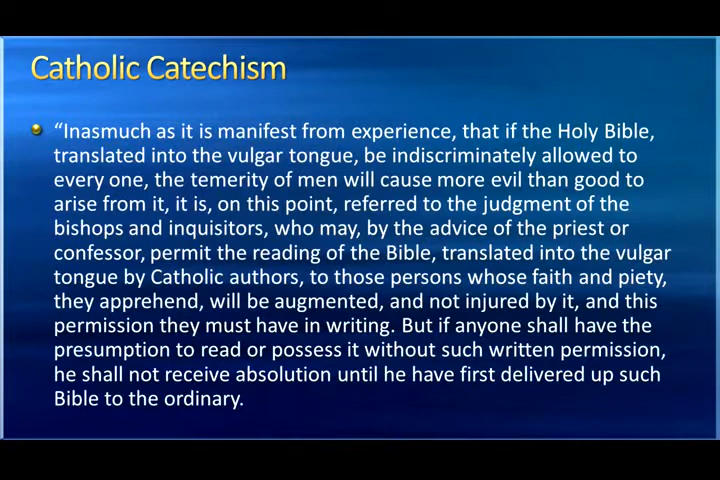 Catholic Catechism
“Inasmuch as it is manifest from experience, that if the Holy Bible,
translated into the vulgar tongue, be indiscriminately allowed to
every one, the temerity of men will cause more evil than good to
arise from it, it is, on this point, referred to the judgment of the
bishops and inquisitors, who may, by the advice of the priest or
confessor, permit the reading of the Bible, translated into the vulgar
tongue by Catholic authors, to those persons whose faith and piety,
they apprehend, will be augmented, and not injured by it, and this
permission they must have in writing. But if anyone shall have the
presumption to read or possess it without such written permission,
he shall not receive absolution until he have first delivered up such
Bible to the ordinary.